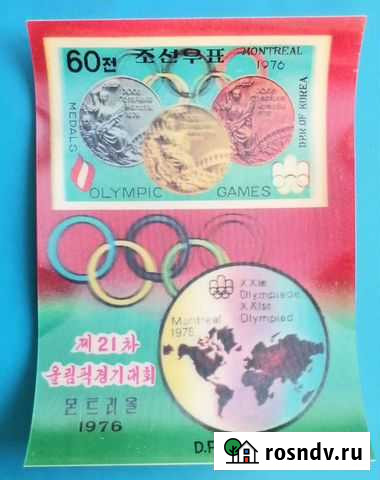 60전 조선우표 MONTREAL
1976
DPR OF KOREA
MEDALS
OLYMPIC GAMES
XXIe
Olympiade
XXIst
Olympiad
Montreal
1976
제21차
올림픽경기대회
몬트리올
1976
D.P
rosndv.ru